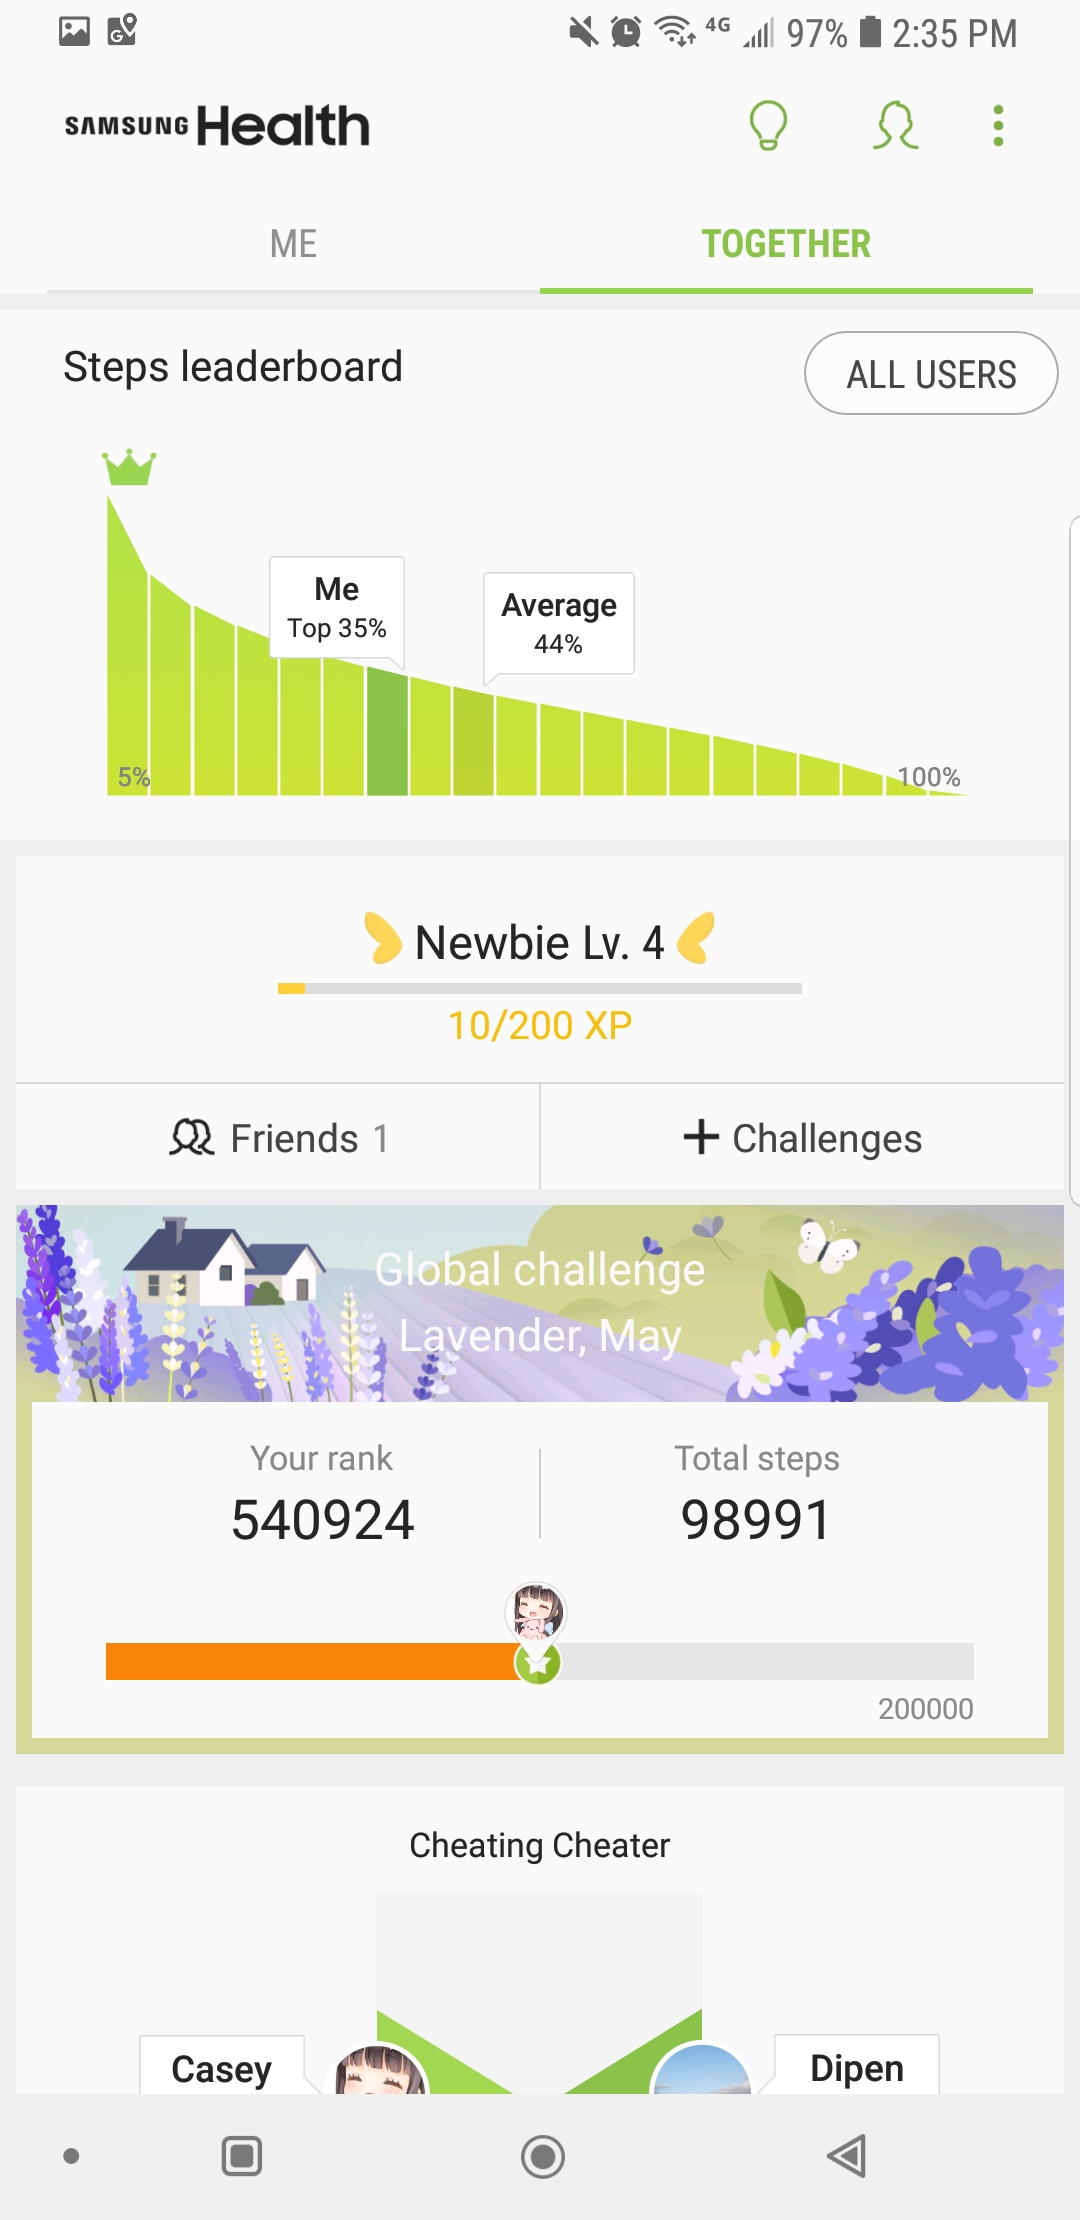 4G 97% 2:35 PM
SAMSUNG Health
ME TOGETHER
Steps leaderboard ALL USERS
Me
Top 35%
Average
44%
5% 100%
Newbie Lv. 4
10/200 XP
Friends 1 + Challenges
Global challenge
Lavender, May
Your rank Total steps
540924 98991
200000
Cheating Cheater
Casey Dipen